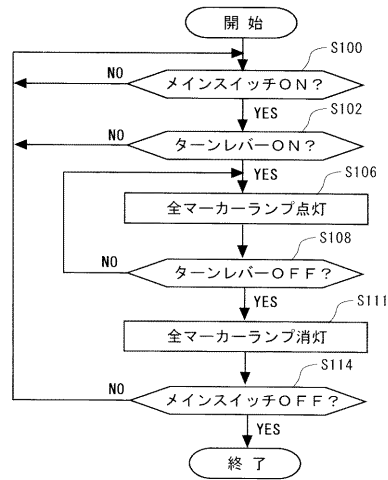 開 始
S100
NO
メインスイッチＯＮ？
YES
S102
NO
ターンレバーＯＮ？
YES
S106
全マーカーランプ点灯
S108
NO
ターンレバーＯＦＦ？
YES
S111
全マーカーランプ消灯
S114
NO
メインスイッチＯＦＦ？
YES
終 了